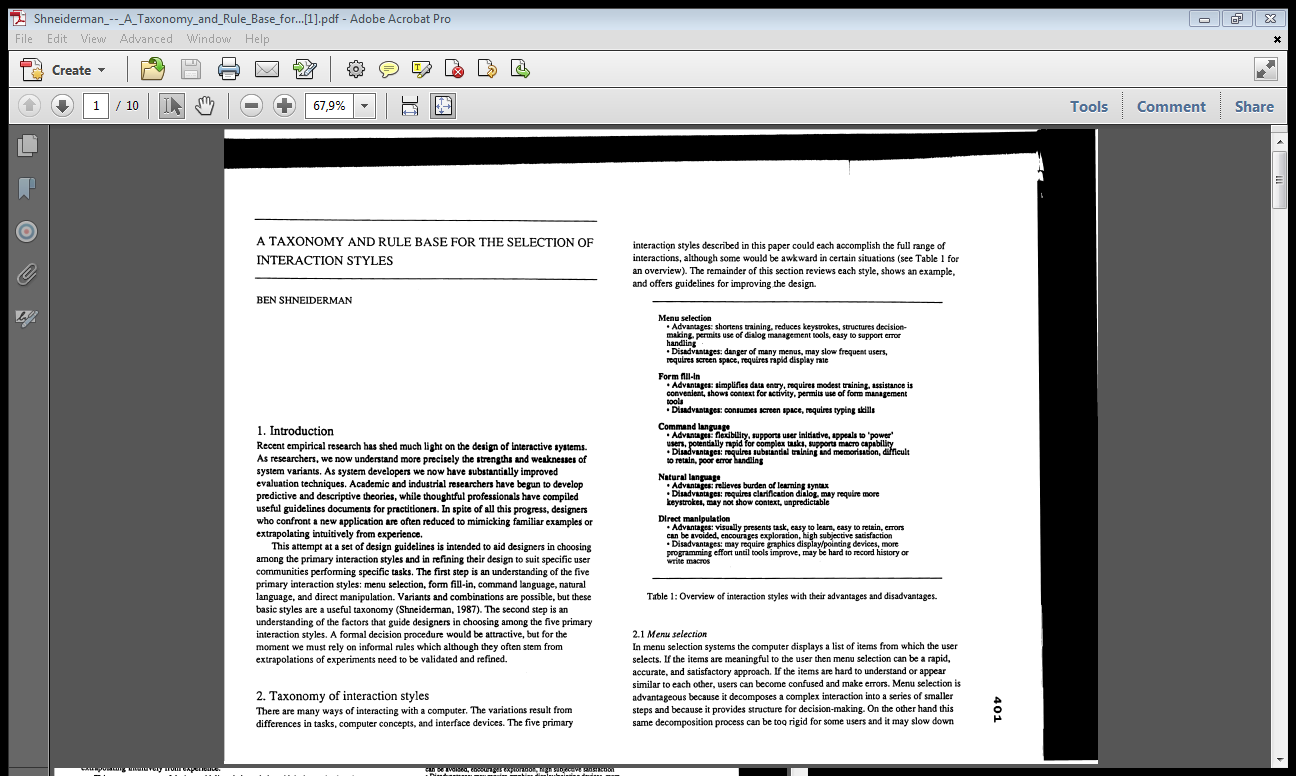 Shneiderman_--_A_Taxonomy_and_Rule_Base_for...[1].pdf - Adobe Acrobat Pro
File Edit View Advanced Window Help
Create
1 / 10 67,9% Tools Comment Share
A TAXONOMY AND RULE BASE FOR THE SELECTION OF
INTERACTION STYLES
BEN SHNEIDERMAN
1. Introduction
Recent empirical research has shed much light on the design of interactive systems.
As researchers, we now understand more precisely the strengths and weaknesses of
system variants. As system developers we now have substantially improved
evaluation techniques. Academic and industrial researchers have begun to develop
predictive and descriptive theories, while thoughtful professionals have compiled
useful guidelines documents for practitioners. In spite of all this progress, designers
who confront a new application are often reduced to mimicking familiar examples or
extrapolating intuitively from experience.
This attempt at a set of design guidelines is intended to aid designers in choosing
among the primary interaction styles and in refining their design to suit specific user
communities performing specific tasks. The first step is an understanding of the five
primary interaction styles: menu selection, form fill-in, command language, natural
language, and direct manipulation. Variants and combinations are possible, but these
basic styles are a useful taxonomy (Shneiderman, 1987). The second step is an
understanding of the factors that guide designers in choosing among the five primary
interaction styles. A formal decision procedure would be attractive, but for the
moment we must rely on informal rules which although they often stem from
extrapolations of experiments need to be validated and refined.
2. Taxonomy of interaction styles
There are many ways of interacting with a computer. The variations result from
differences in tasks, computer concepts, and interface devices. The five primary
interaction styles described in this paper could each accomplish the full range of
interactions, although some would be awkward in certain situations (see Table 1 for
an overview). The remainder of this section reviews each style, shows an example,
and offers guidelines for improving the design.
Menu selection
• Advantages: shortens training, reduces keystrokes, structures decision-
making, permits use of dialog management tools, easy to support error
handling
• Disadvantages: danger of many menus, may slow frequent users,
requires screen space, requires rapid display rate
Form fill-in
• Advantages: simplifies data entry, requires modest training, assistance is
convenient, shows context for activity, permits use of form management
tools
• Disadvantages: consumes screen space, requires typing skills
Command language
• Advantages: flexibility, supports user initiative, appeals to 'power'
users, potentially rapid for complex tasks, supports macro capability
• Disadvantages: requires substantial training and memorisation, difficult
to retain, poor error handling
Natural language
• Advantages: relieves burden of learning syntax
• Disadvantages: requires clarification dialog, may require more
keystrokes, may not show context, unpredictable
Direct manipulation
• Advantages: visually presents task, easy to learn, easy to retain, errors
can be avoided, encourages exploration, high subjective satisfaction
• Disadvantages: may require graphics display/pointing devices, more
programming effort until tools improve, may be hard to record history or
write macros
Table 1: Overview of interaction styles with their advantages and disadvantages.
2.1 Menu selection
In menu selection systems the computer displays a list of items from which the user
selects. If the items are meaningful to the user then menu selection can be a rapid,
accurate, and satisfactory approach. If the items are hard to understand or appear
similar to each other, users can become confused and make errors. Menu selection is
advantageous because it decomposes a complex interaction into a series of smaller
steps and because it provides structure for decision-making. On the other hand this
same decomposition process can be too rigid for some users and it may slow down
401
extrapolating intuitively from experience.
can be avoided, encourages exploration, high subjective satisfaction